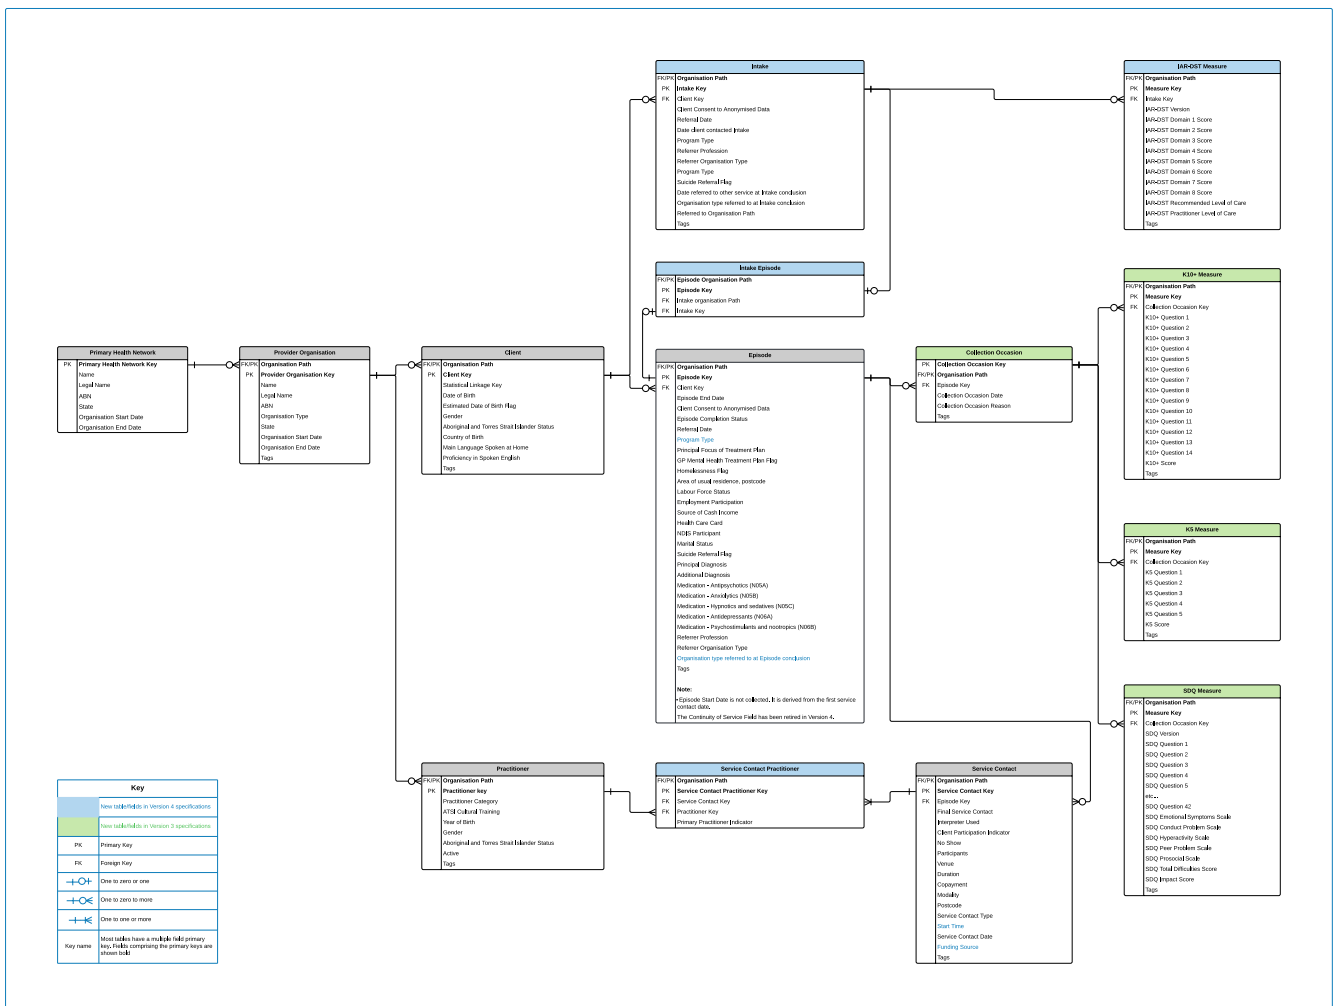 Intake
FK/PK Organisation Path
PK Intake Key
FK Client Key
Client Consent to Anonymised Data
Referral Date
Date client contacted Intake
Program Type
Referrer Profession
Referrer Organisation Type
Program Type
Suicide Referral Flag
Date referred to other service at Intake conclusion
Organisation type referred to at Intake conclusion
Referred to Organisation Path
Tags
IAR-DST Measure
FK/PK Organisation Path
PK Measure Key
FK Intake Key
IAR-DST Version
IAR-DST Domain 1 Score
IAR-DST Domain 2 Score
IAR-DST Domain 3 Score
IAR-DST Domain 4 Score
IAR-DST Domain 5 Score
IAR-DST Domain 6 Score
IAR-DST Domain 7 Score
IAR-DST Domain 8 Score
IAR-DST Recommended Level of Care
IAR-DST Practitioner Level of Care
Tags
Intake Episode
FK/PK Episode Organisation Path
PK Episode Key
FK Intake organisation Path
FK Intake Key
K10+ Measure
FK/PK Organisation Path
PK Measure Key
FK Collection Occasion Key
K10+ Question 1
K10+ Question 2
K10+ Question 3
K10+ Question 4
K10+ Question 5
K10+ Question 6
K10+ Question 7
K10+ Question 8
K10+ Question 9
K10+ Question 10
K10+ Question 11
K10+ Question 12
K10+ Question 13
K10+ Question 14
K10+ Score
Tags
Primary Health Network
PK Primary Health Network Key
Name
Legal Name
ABN
State
Organisation Start Date
Organisation End Date
Provider Organisation
FK/PK Organisation Path
PK Provider Organisation Key
Name
Legal Name
ABN
Organisation Type
State
Organisation Start Date
Organisation End Date
Tags
Client
FK/PK Organisation Path
PK Client Key
Statistical Linkage Key
Date of Birth
Estimated Date of Birth Flag
Gender
Aboriginal and Torres Strait Islander Status
Country of Birth
Main Language Spoken at Home
Proficiency in Spoken English
Tags
Episode
FK/PK Organisation Path
PK Episode Key
FK Client Key
Episode End Date
Client Consent to Anonymised Data
Episode Completion Status
Referral Date
Program Type
Principal Focus of Treatment Plan
GP Mental Health Treatment Plan Flag
Homelessness Flag
Area of usual residence, postcode
Labour Force Status
Employment Participation
Source of Cash Income
Health Care Card
NDIS Participant
Marital Status
Suicide Referral Flag
Principal Diagnosis
Additional Diagnosis
Medication - Antipsychotics (N05A)
Medication - Anxiolytics (N05B)
Medication - Hypnotics and sedatives (N05C)
Medication - Antidepressants (N06A)
Medication - Psychostimulants and nootropics (N06B)
Referrer Profession
Referrer Organisation Type
Organisation type referred to at Episode conclusion
Tags
Note:
- Episode Start Date is not collected. It is derived from the first service
contact date.
The Continuity of Service Field has been retired in Version 4.
Collection Occasion
PK Collection Occasion Key
FK/PK Organisation Path
FK Episode Key
Collection Occasion Date
Collection Occasion Reason
Tags
K5 Measure
FK/PK Organisation Path
PK Measure Key
FK Collection Occasion Key
K5 Question 1
K5 Question 2
K5 Question 3
K5 Question 4
K5 Question 5
K5 Score
Tags
SDQ Measure
FK/PK Organisation Path
PK Measure Key
FK Collection Occasion Key
SDQ Version
SDQ Question 1
SDQ Question 2
SDQ Question 3
SDQ Question 4
SDQ Question 5
etc...
SDQ Question 42
SDQ Emotional Symptoms Scale
SDQ Conduct Problem Scale
SDQ Hyperactivity Scale
SDQ Peer Problem Scale
SDQ Prosocial Scale
SDQ Total Difficulties Score
SDQ Impact Score
Tags
Practitioner
FK/PK Organisation Path
PK Practitioner key
Practitioner Category
ATSI Cultural Training
Year of Birth
Gender
Aboriginal and Torres Strait Islander Status
Active
Tags
Service Contact Practitioner
FK/PK Organisation Path
PK Service Contact Practitioner Key
FK Service Contact Key
FK Practitioner Key
Primary Practitioner Indicator
Service Contact
FK/PK Organisation Path
PK Service Contact Key
FK Episode Key
Final Service Contact
Interpreter Used
Client Participation Indicator
No Show
Participants
Venue
Duration
Copayment
Modality
Postcode
Service Contact Type
Start Time
Service Contact Date
Funding Source
Tags
Key
New table/fields in Version 4 specifications
New table/fields in Version 3 specifications
PK Primary Key
FK Foreign Key
One to zero or one
One to zero to more
One to one or more
Key name Most tables have a multiple field primary
key. Fields comprising the primary keys are
shown bold